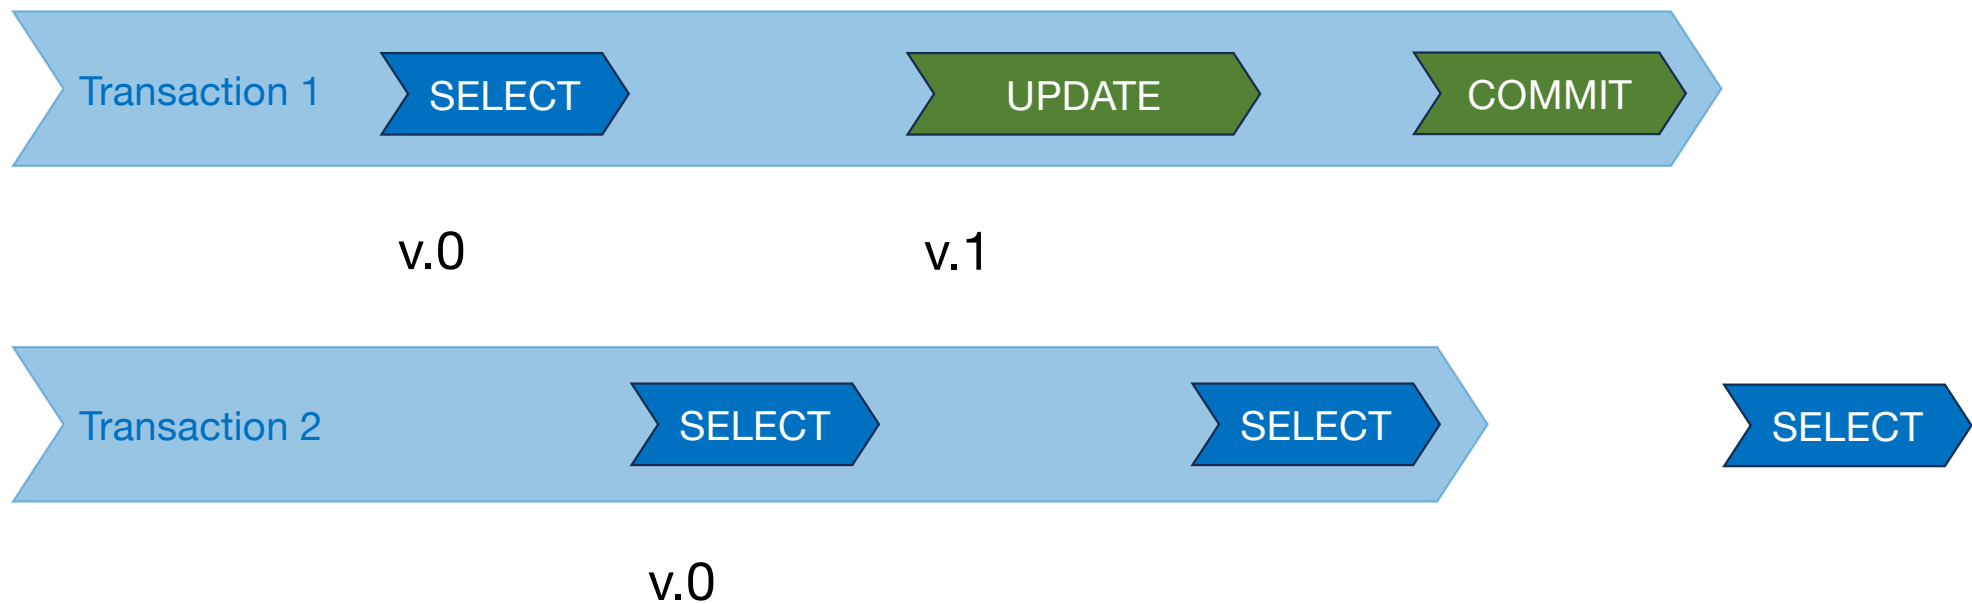 Transaction 1 SELECT UPDATE COMMIT
v.0 v.1
Transaction 2 SELECT SELECT SELECT
v.0